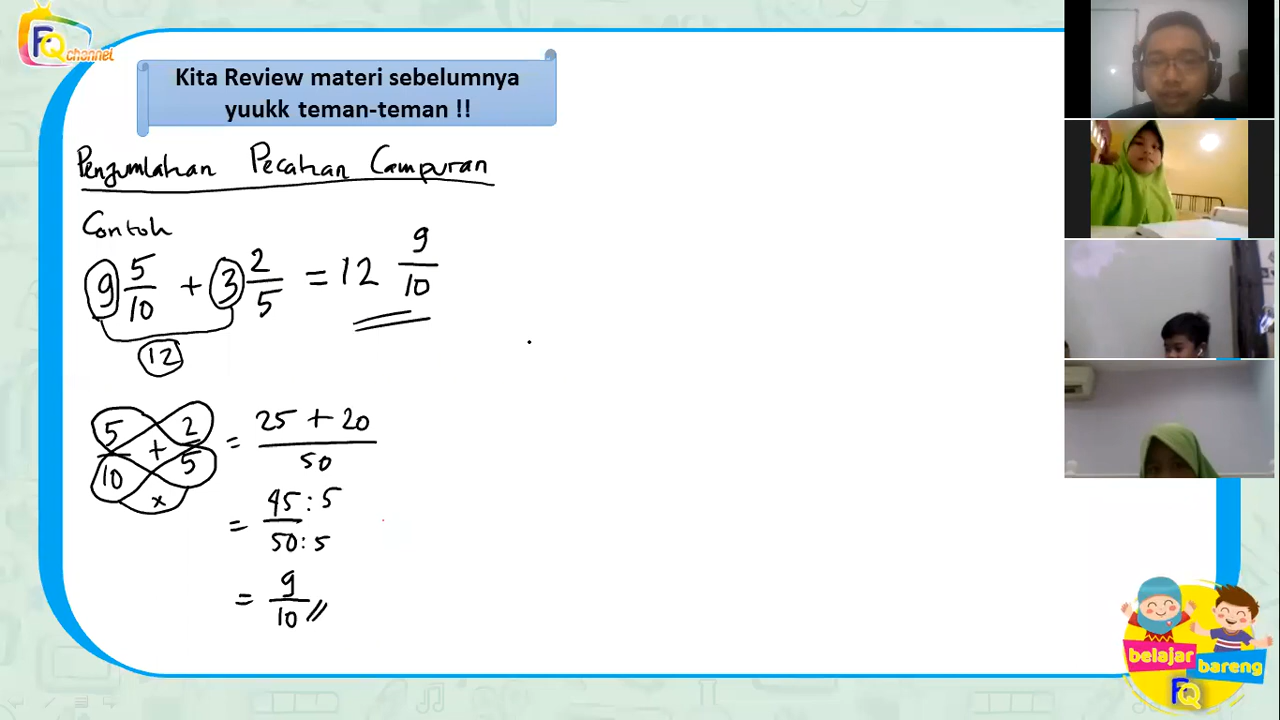 FQ channel
Kita Review materi sebelumnya
yuukk teman-teman !!
Penjumlahan Pecahan Campuran
Contoh
9 5/10 + 3 2/5 = 12 9/10
12
5/10 + 2/5 = 25 + 20 / 50
x
= 45 : 5 / 50 : 5
= 9/10 //
belajar
bareng
FQ